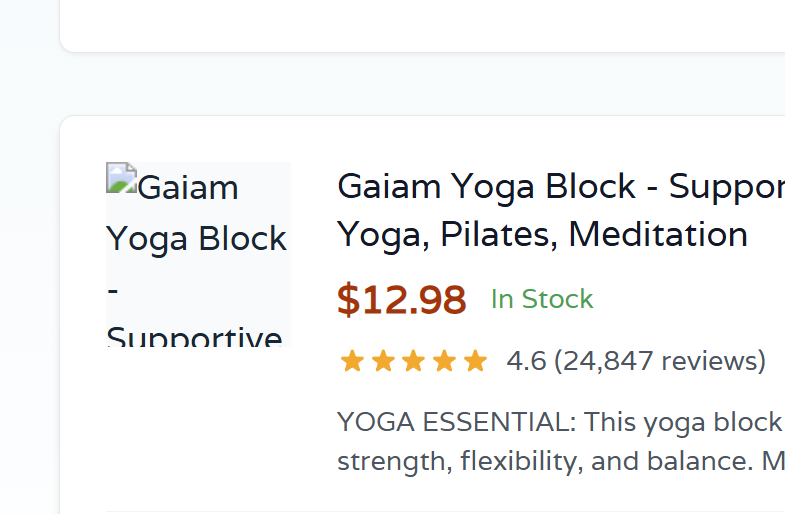 Gaiam
Yoga Block
-
Supportive
Gaiam Yoga Block - Suppor
Yoga, Pilates, Meditation
$12.98 In Stock
4.6 (24,847 reviews)
YOGA ESSENTIAL: This yoga block
strength, flexibility, and balance. M